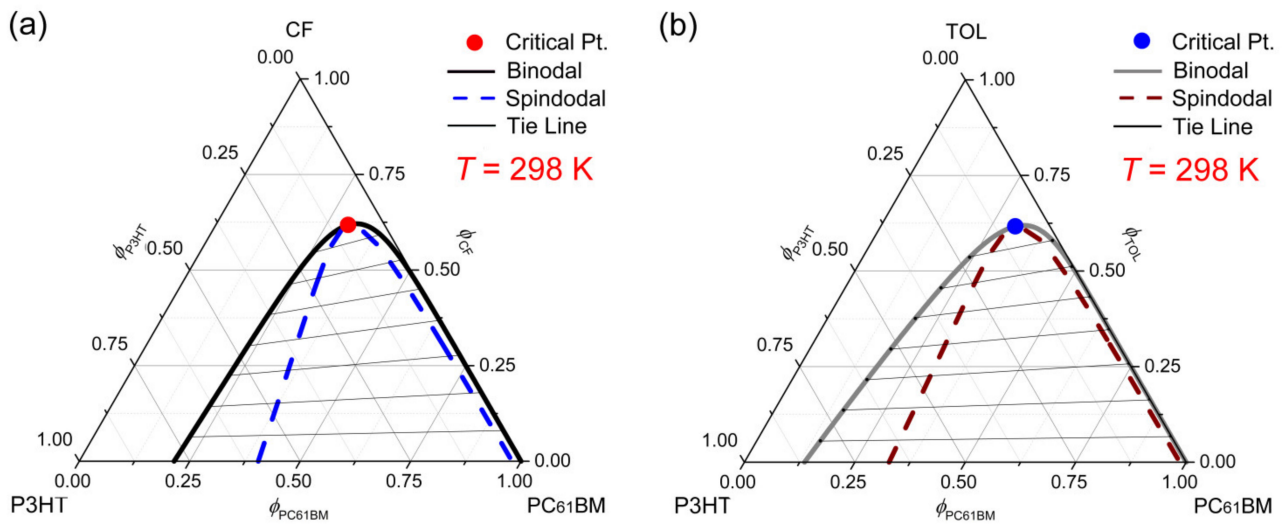 (a)
CF
Critical Pt.
Binodal
Spindodal
Tie Line
T = 298 K
0.00
1.00
0.25
0.75
ϕP3HT
0.50
ϕCF
0.50
0.75
0.25
1.00
0.00
0.00
0.25
0.50
0.75
1.00
P3HT
ϕPC61BM
PC61BM
(b)
TOL
Critical Pt.
Binodal
Spindodal
Tie Line
T = 298 K
0.00
1.00
0.25
0.75
ϕP3HT
0.50
ϕTOL
0.50
0.75
0.25
1.00
0.00
0.00
0.25
0.50
0.75
1.00
P3HT
ϕPC61BM
PC61BM